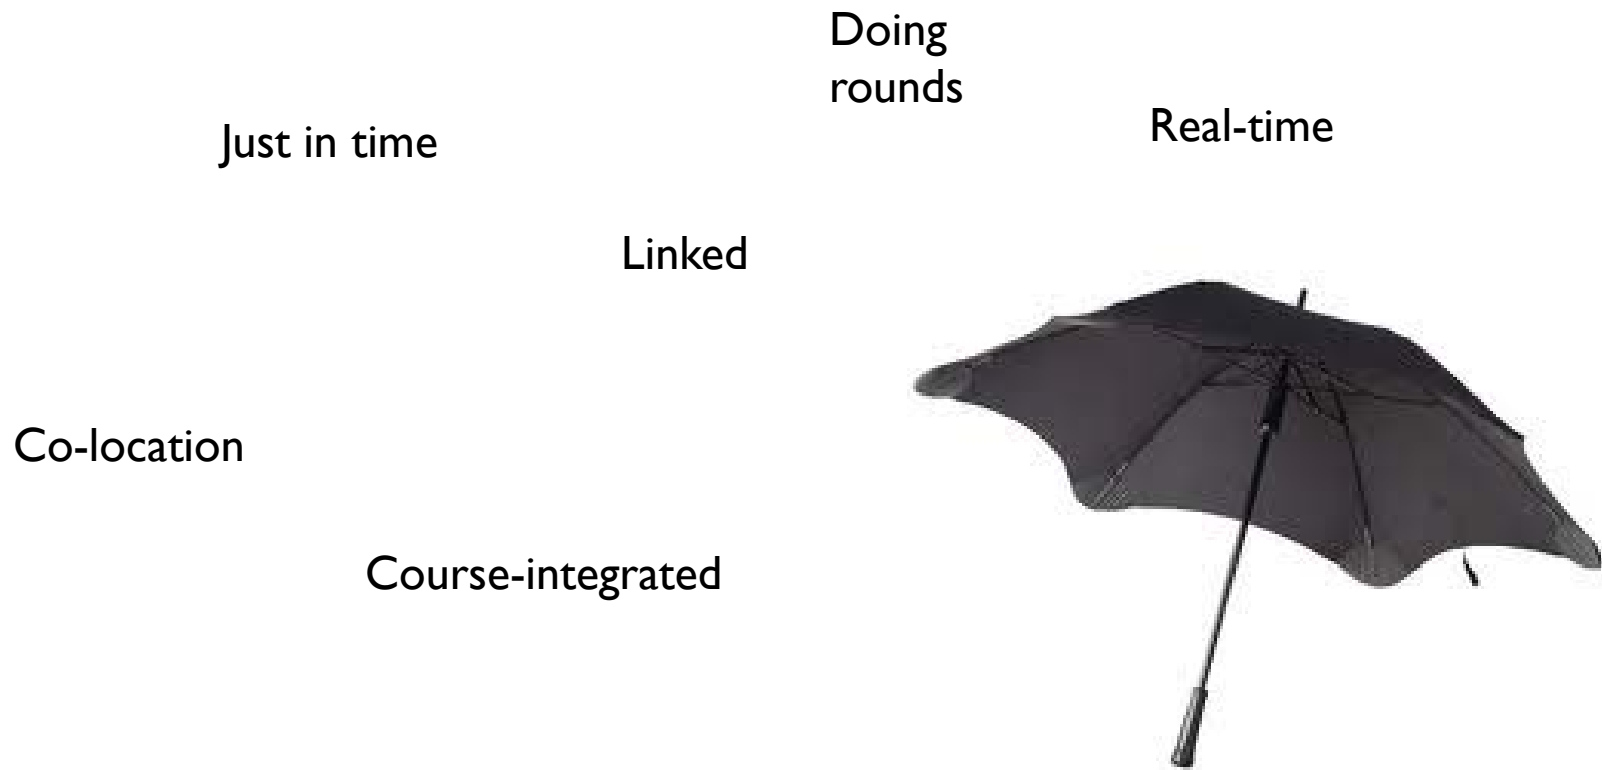 Doing
rounds
Real-time
Just in time
Linked
Co-location
Course-integrated